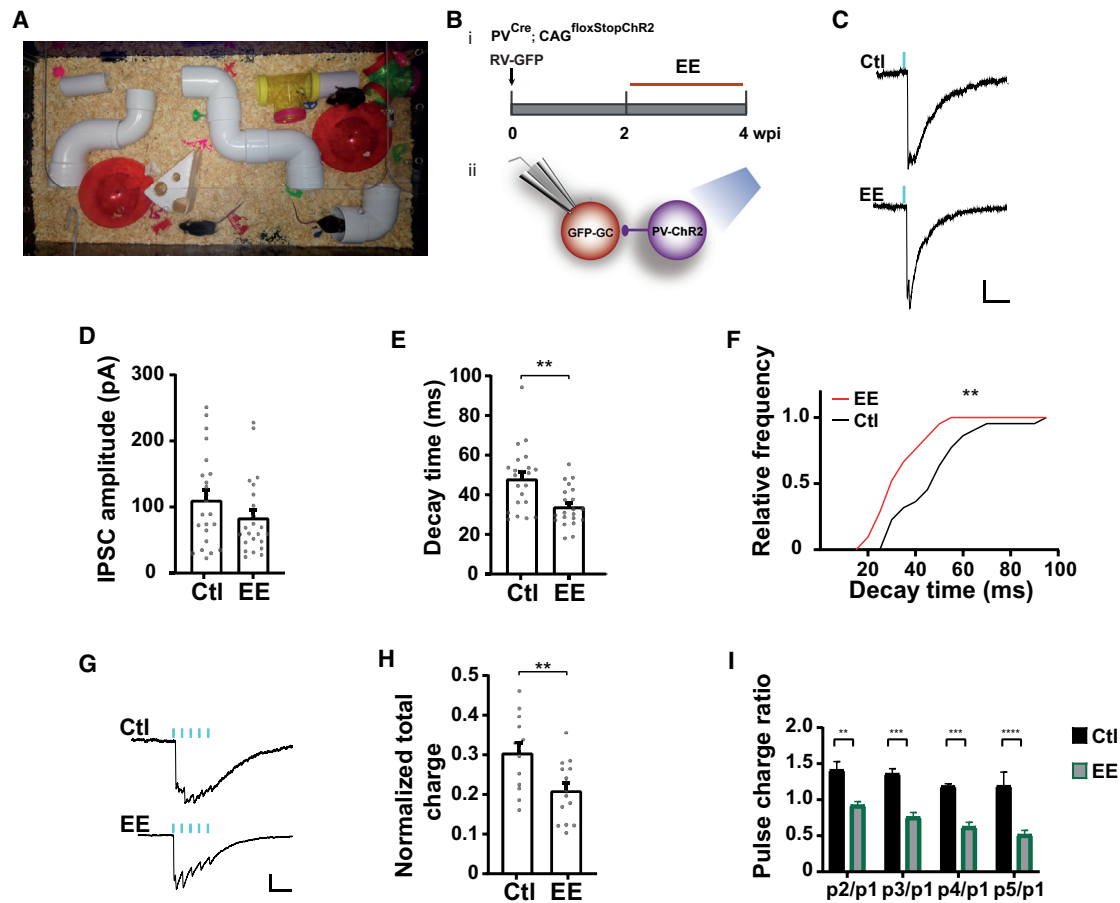 A
B
i
PV^Cre; CAG^floxStopChR2
RV-GFP
EE
0 2 4 wpi
ii
GFP-GC
PV-ChR2
C
Ctl
EE
D
IPSC amplitude (pA)
300
200
100
0
Ctl EE
E
Decay time (ms)
**
100
80
60
40
20
0
Ctl EE
F
Relative frequency
EE
Ctl
**
1.0
0.5
0
20 40 60 80 100
Decay time (ms)
G
Ctl
EE
H
Normalized total
charge
**
0.5
0.4
0.3
0.2
0.1
0
Ctl EE
I
Pulse charge ratio
2.0
1.5
1.0
0.5
0
** *** *** ****
p2/p1 p3/p1 p4/p1 p5/p1
Ctl
EE